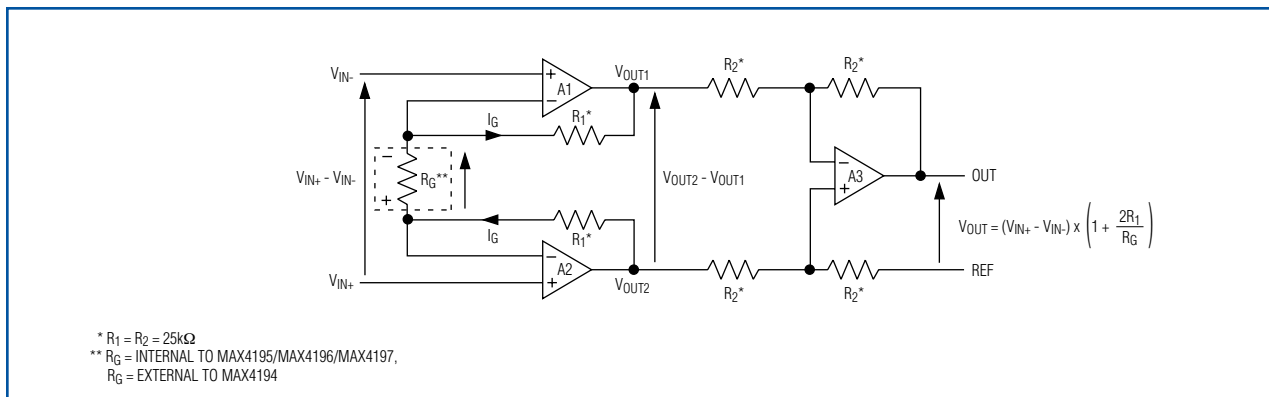 VIN-
+
A1
−
VOUT1
R2*
R2*
IG
R1*
VIN+ - VIN-
−
RG**
+
VOUT2 - VOUT1
−
A3
+
OUT
VOUT = (VIN+ - VIN-) x (1 + 2R1/RG)
IG
R1*
−
A2
+
VIN+
VOUT2
R2*
R2*
REF
* R1 = R2 = 25kΩ
** RG = INTERNAL TO MAX4195/MAX4196/MAX4197,
RG = EXTERNAL TO MAX4194